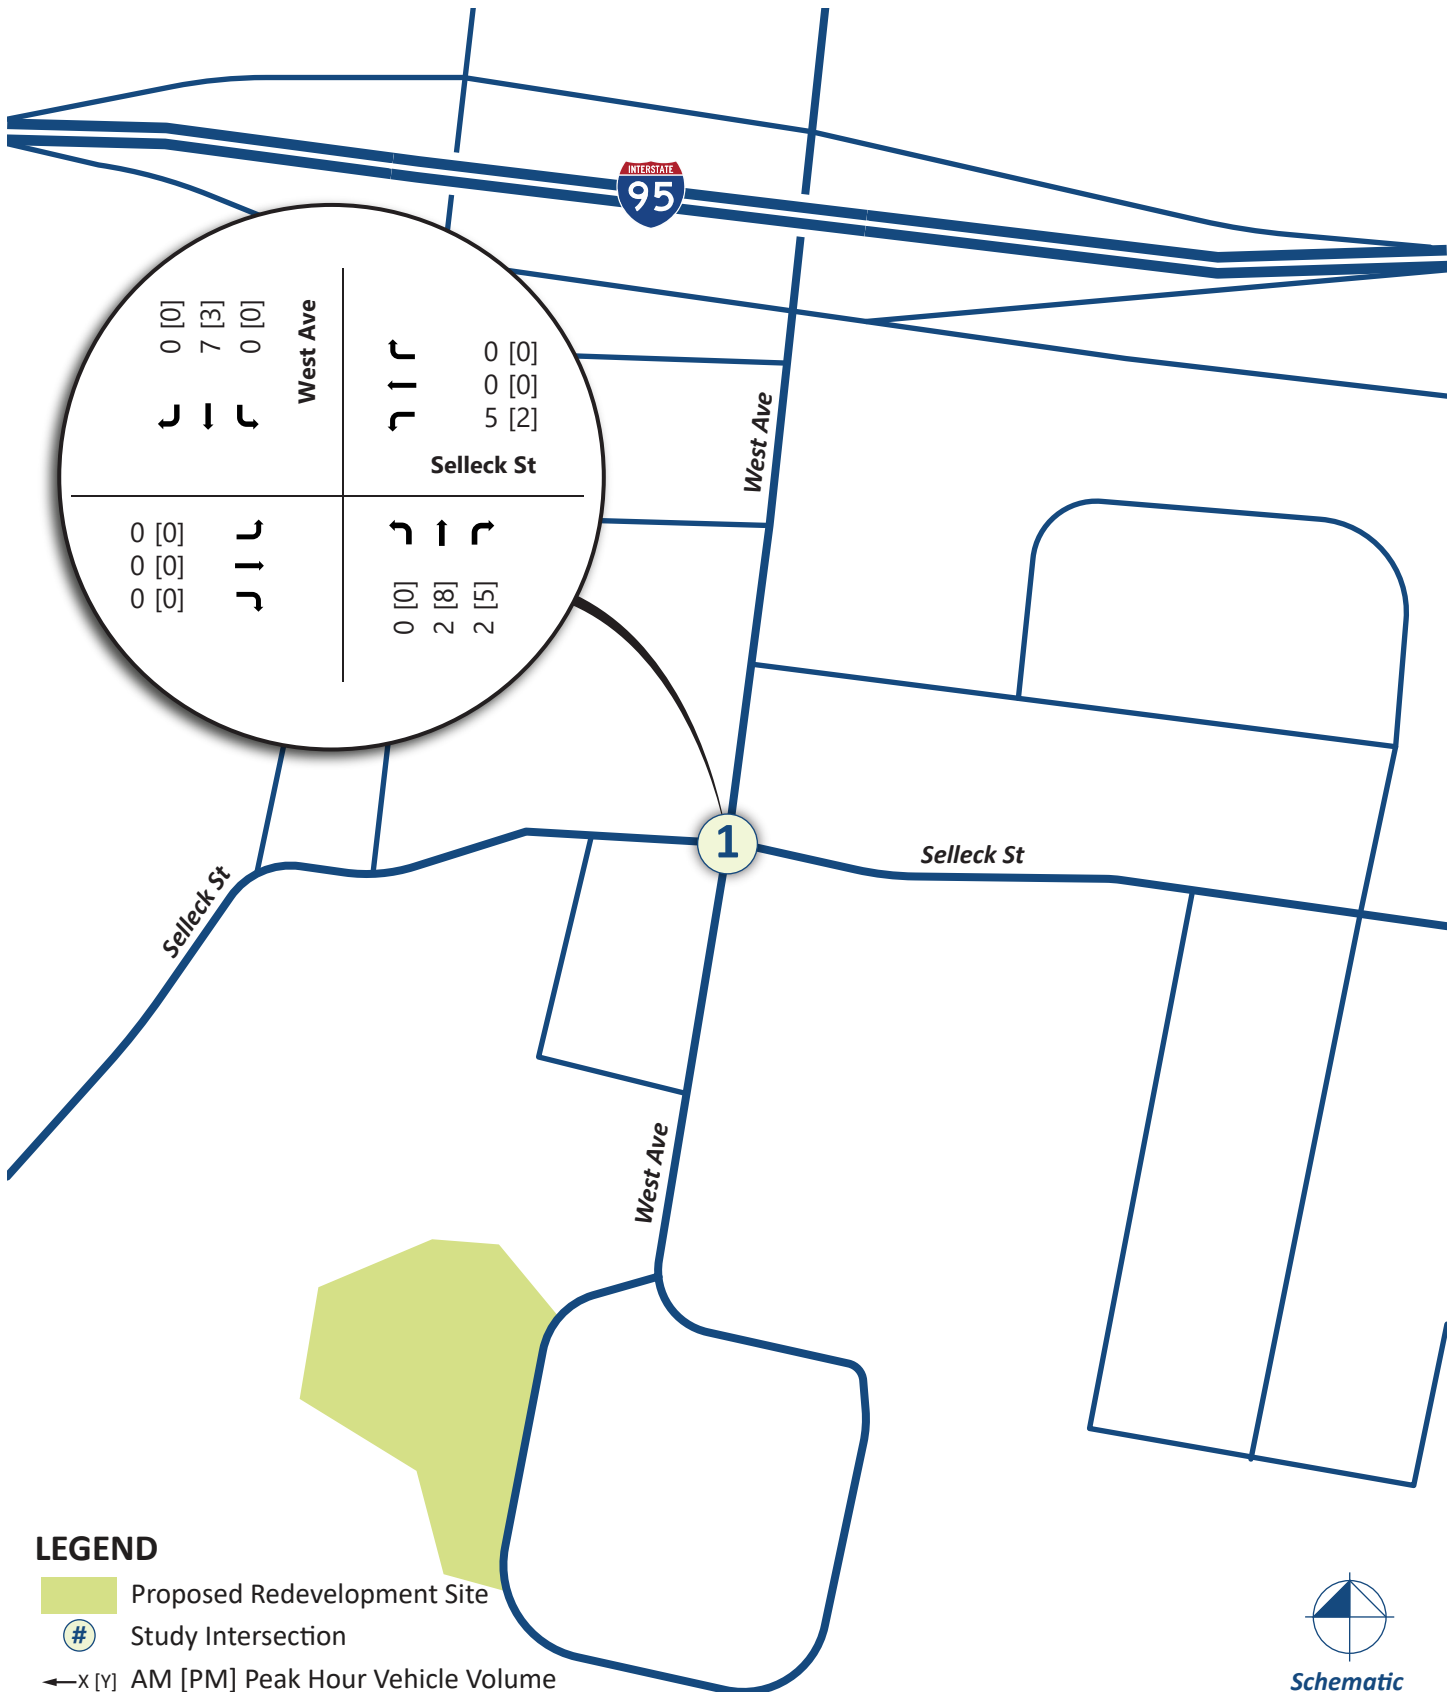 INTERSTATE
95
0 [0]
7 [3]
0 [0]
West Ave
0 [0]
0 [0]
5 [2]
Selleck St
0 [0]
0 [0]
0 [0]
0 [0]
2 [8]
2 [5]
West Ave
1
Selleck St
Selleck St
West Ave
LEGEND
Proposed Redevelopment Site
# Study Intersection
X [Y] AM [PM] Peak Hour Vehicle Volume
Schematic